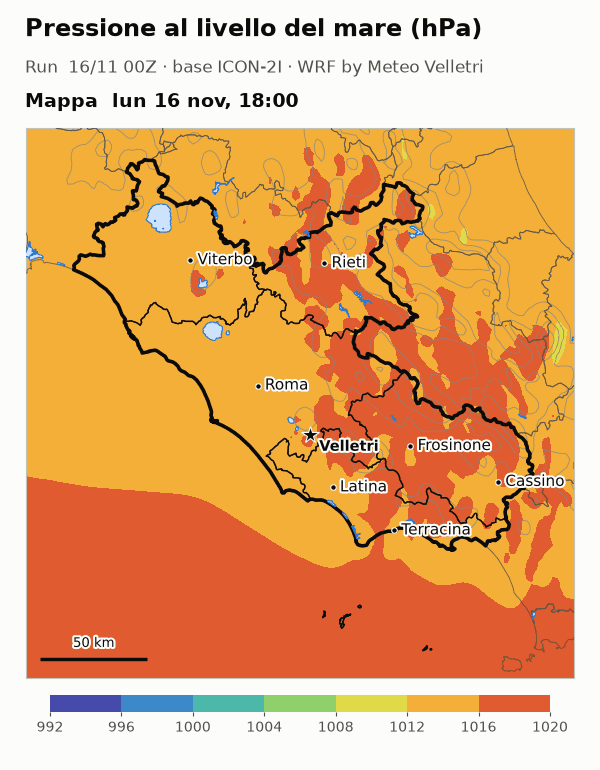 Pressione al livello del mare (hPa)
Run  16/11 00Z · base ICON-2I · WRF by Meteo Velletri
Mappa  lun 16 nov, 18:00
Viterbo
Rieti
Roma
Velletri
Frosinone
Latina
Cassino
Terracina
50 km
992 996 1000 1004 1008 1012 1016 1020